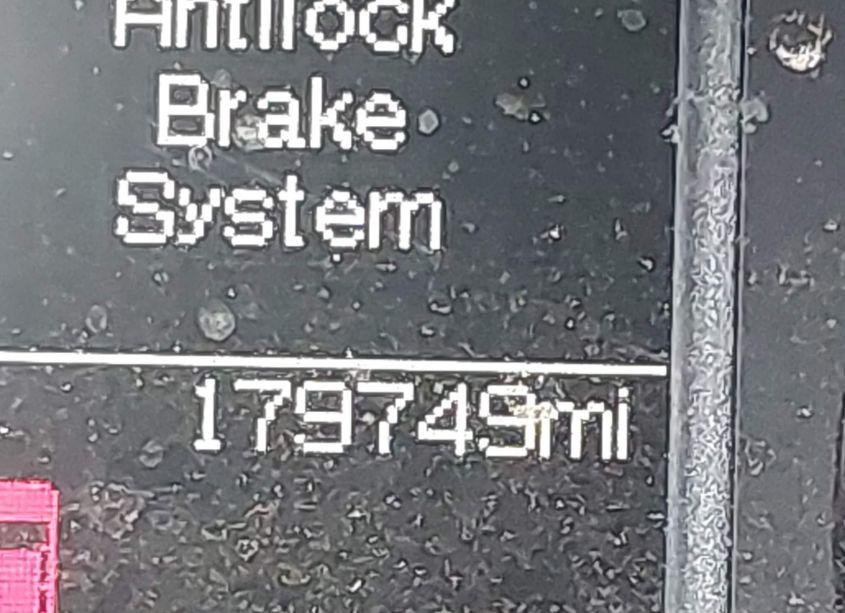 Antilock
Brake
System
179749mi